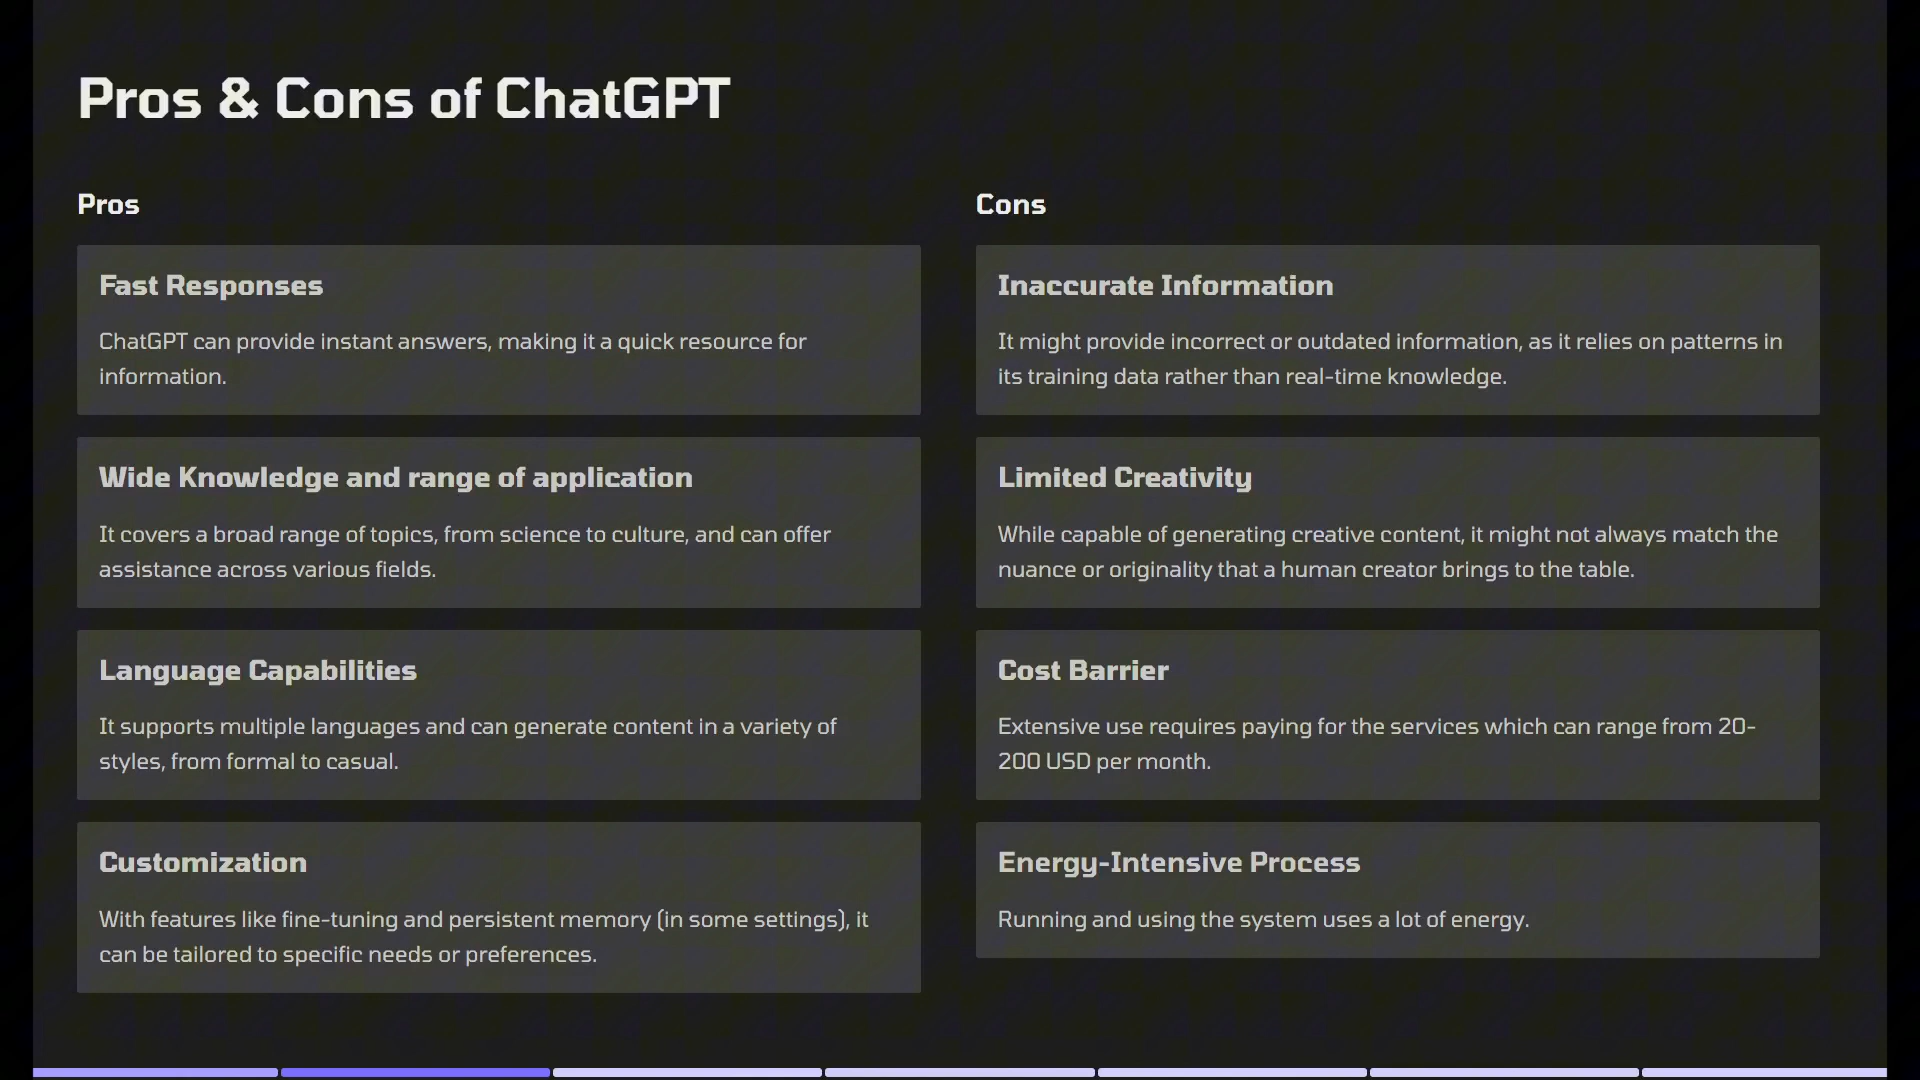 Pros & Cons of ChatGPT
Pros
Fast Responses
ChatGPT can provide instant answers, making it a quick resource for
information.
Wide Knowledge and range of application
It covers a broad range of topics, from science to culture, and can offer
assistance across various fields.
Language Capabilities
It supports multiple languages and can generate content in a variety of
styles, from formal to casual.
Customization
With features like fine-tuning and persistent memory (in some settings), it
can be tailored to specific needs or preferences.
Cons
Inaccurate Information
It might provide incorrect or outdated information, as it relies on patterns in
its training data rather than real-time knowledge.
Limited Creativity
While capable of generating creative content, it might not always match the
nuance or originality that a human creator brings to the table.
Cost Barrier
Extensive use requires paying for the services which can range from 20-
200 USD per month.
Energy-Intensive Process
Running and using the system uses a lot of energy.